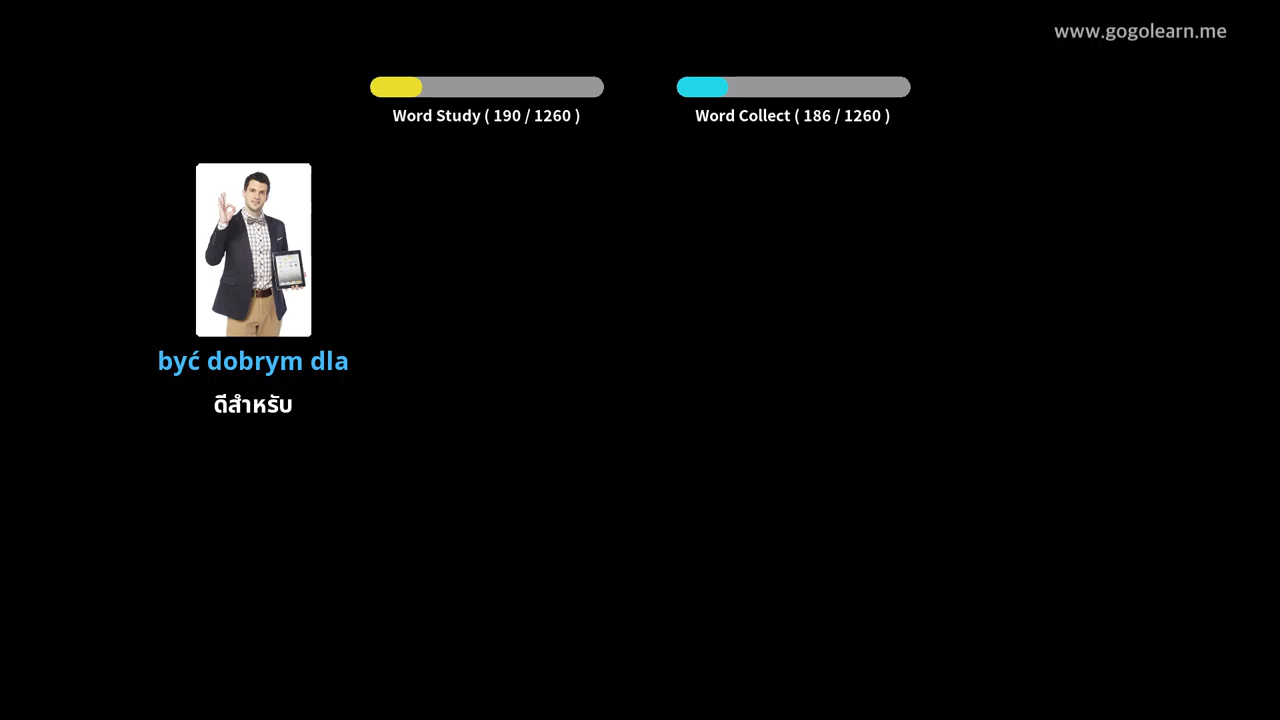 www.gogolearn.me
Word Study ( 190 / 1260 )
Word Collect ( 186 / 1260 )
być dobrym dla
ดีสำหรับ